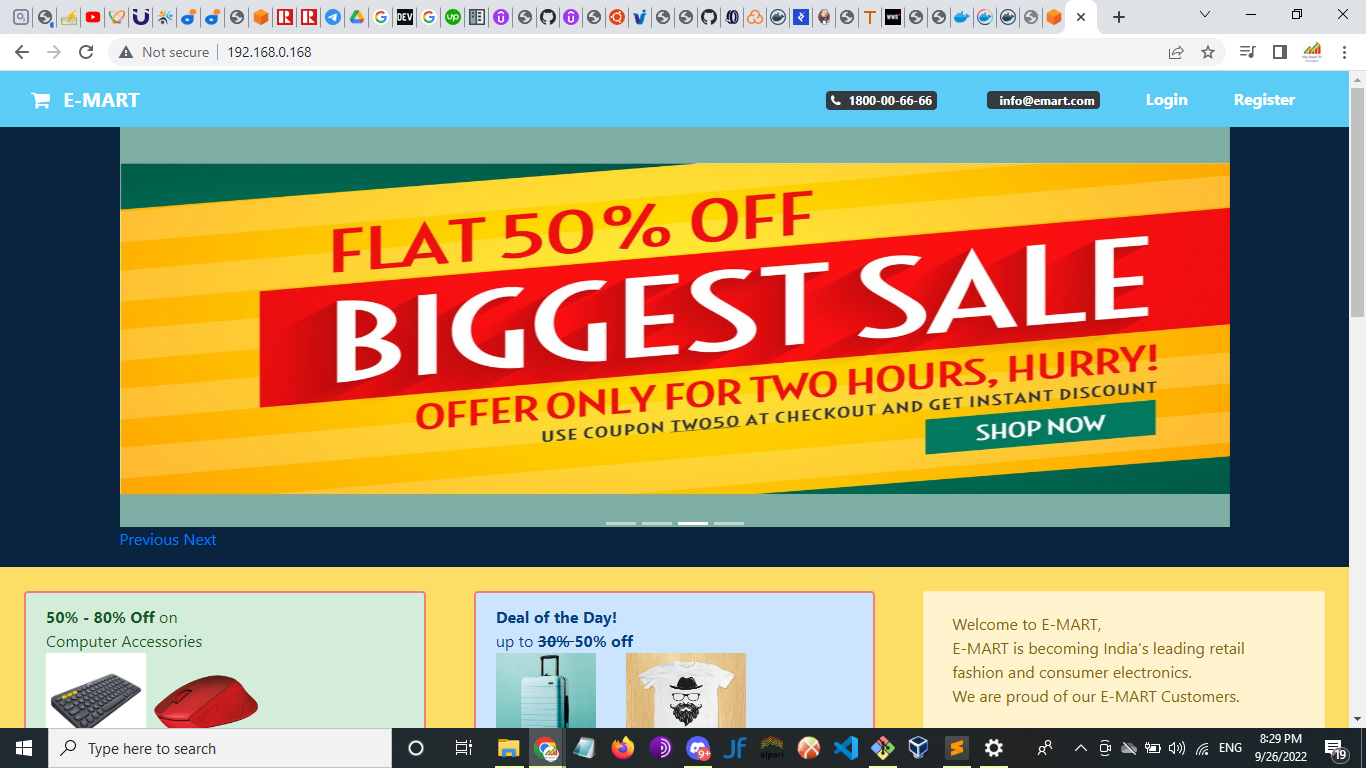 Not secure
192.168.0.168
E-MART
1800-00-66-66
info@emart.com
Login
Register
FLAT 50% OFF
BIGGEST SALE
OFFER ONLY FOR TWO HOURS, HURRY!
USE COUPON TWO50 AT CHECKOUT AND GET INSTANT DISCOUNT
SHOP NOW
Previous Next
50% - 80% Off on
Computer Accessories
Deal of the Day!
up to 30% 50% off
Welcome to E-MART,
E-MART is becoming India's leading retail
fashion and consumer electronics.
We are proud of our E-MART Customers.
Type here to search
ENG
8:29 PM
9/26/2022
19